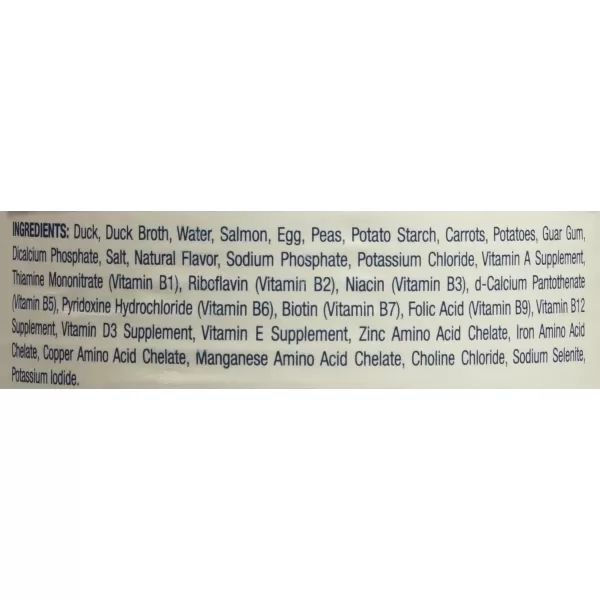 INGREDIENTS: Duck, Duck Broth, Water, Salmon, Egg, Peas, Potato Starch, Carrots, Potatoes, Guar Gum,
Dicalcium Phosphate, Salt, Natural Flavor, Sodium Phosphate, Potassium Chloride, Vitamin A Supplement,
Thiamine Mononitrate (Vitamin B1), Riboflavin (Vitamin B2), Niacin (Vitamin B3), d-Calcium Pantothenate
(Vitamin B5), Pyridoxine Hydrochloride (Vitamin B6), Biotin (Vitamin B7), Folic Acid (Vitamin B9), Vitamin B12
Supplement, Vitamin D3 Supplement, Vitamin E Supplement, Zinc Amino Acid Chelate, Iron Amino Acid
Chelate, Copper Amino Acid Chelate, Manganese Amino Acid Chelate, Choline Chloride, Sodium Selenite,
Potassium Iodide.